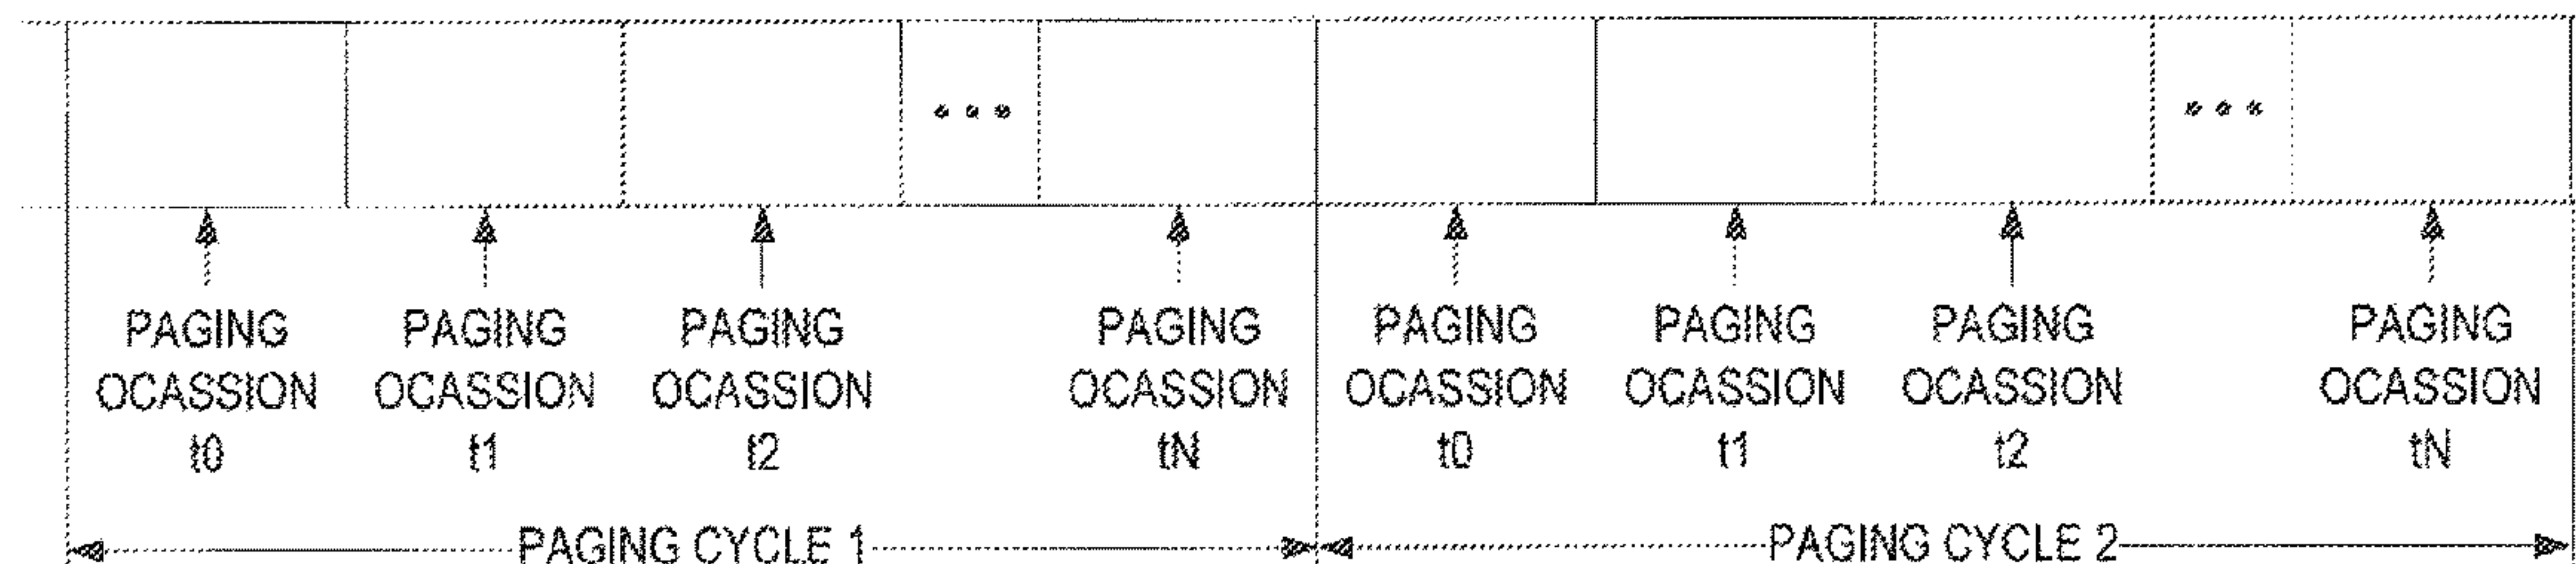 PAGING OCASSION t0
PAGING OCASSION t1
PAGING OCASSION t2
PAGING OCASSION tN
PAGING OCASSION t0
PAGING OCASSION t1
PAGING OCASSION t2
PAGING OCASSION tN
PAGING CYCLE 1
PAGING CYCLE 2